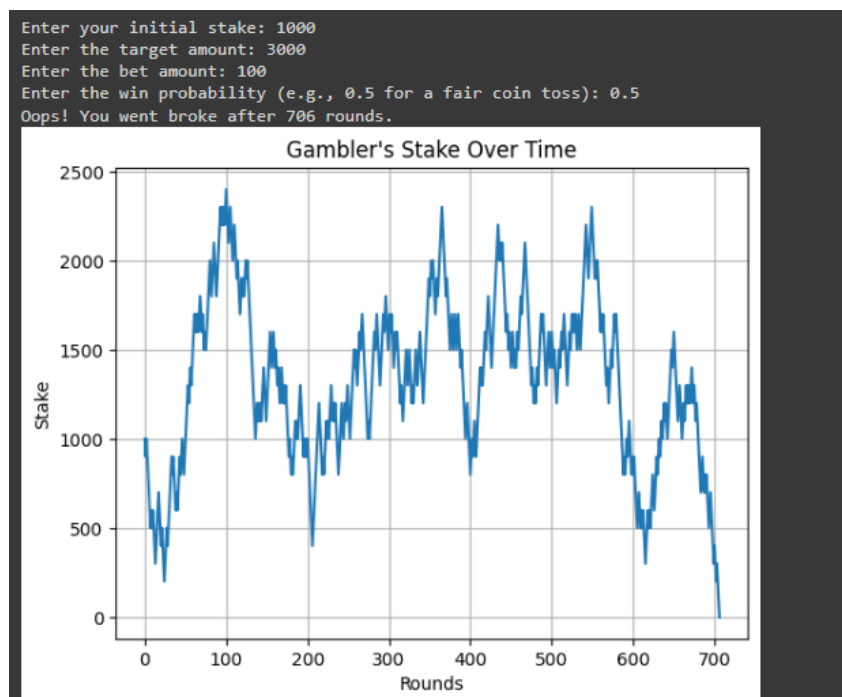 Enter your initial stake: 1000
Enter the target amount: 3000
Enter the bet amount: 100
Enter the win probability (e.g., 0.5 for a fair coin toss): 0.5
Oops! You went broke after 706 rounds.
Gambler's Stake Over Time
2500
2000
1500
1000
500
0
Stake
0 100 200 300 400 500 600 700
Rounds